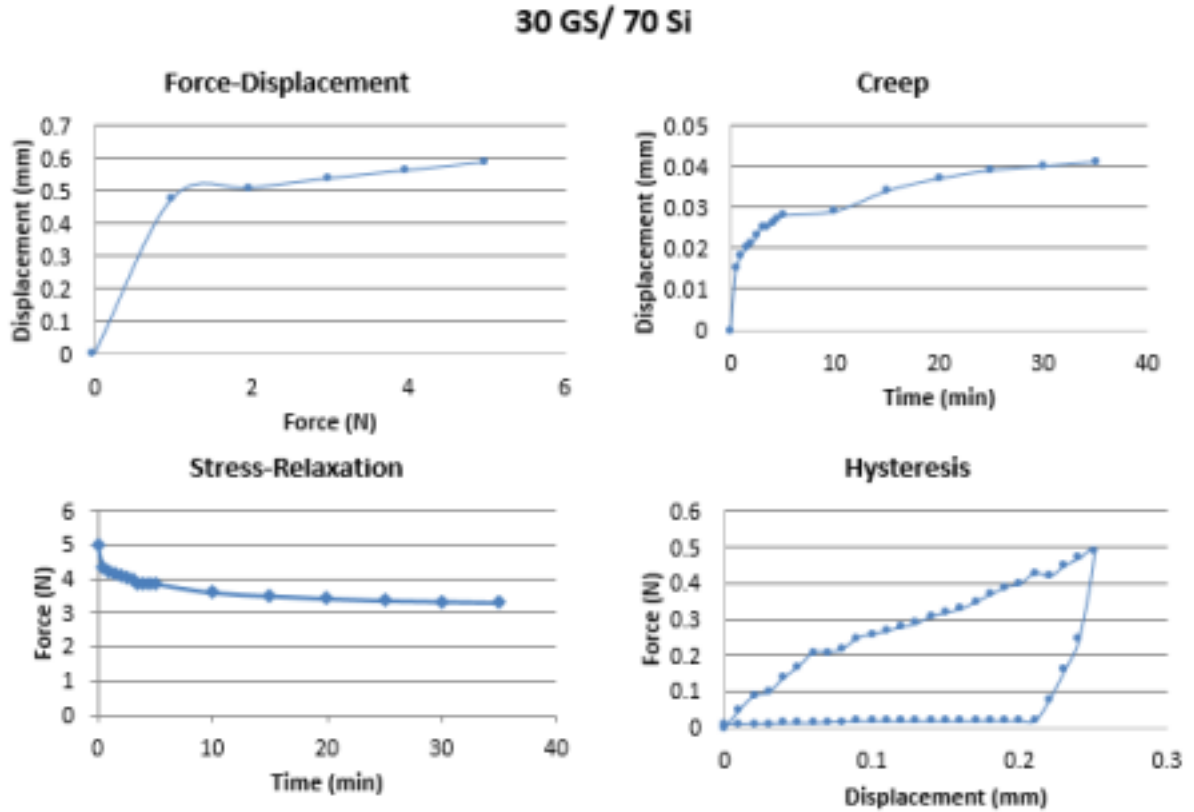 30 GS/ 70 Si
Force-Displacement
Displacement (mm)
0.7
0.6
0.5
0.4
0.3
0.2
0.1
0
0 2 4 6
Force (N)
Creep
Displacement (mm)
0.05
0.04
0.03
0.02
0.01
0
0 10 20 30 40
Time (min)
Stress-Relaxation
Force (N)
6
5
4
3
2
1
0
0 10 20 30 40
Time (min)
Hysteresis
Force (N)
0.6
0.5
0.4
0.3
0.2
0.1
0
0 0.1 0.2 0.3
Displacement (mm)